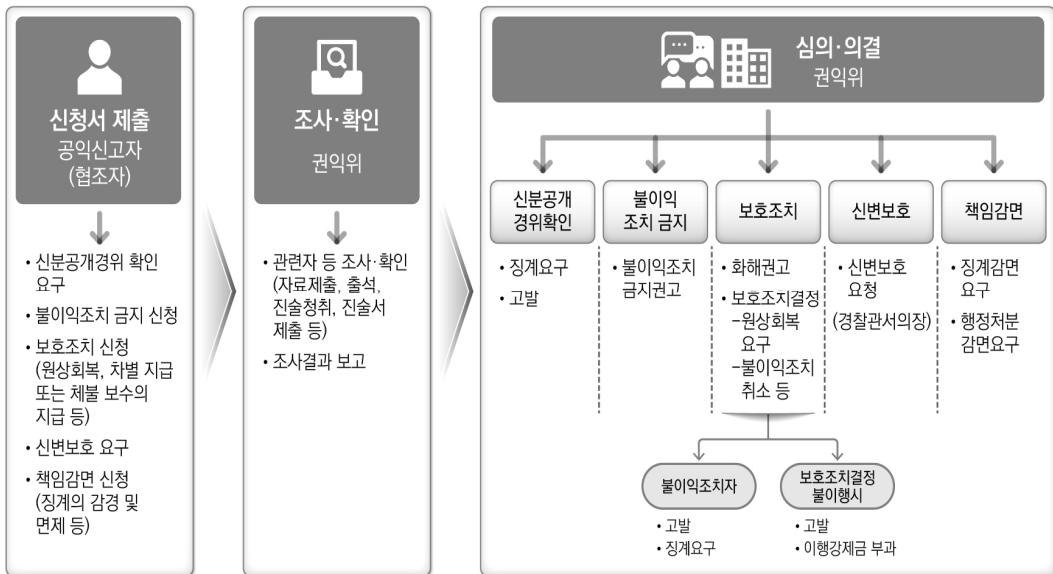 신청서 제출
공익신고자
(협조자)
• 신분공개경위 확인
요구
• 불이익조치 금지 신청
• 보호조치 신청
(원상회복, 차별 지급
또는 체불 보수의
지급 등)
• 신변보호 요구
• 책임감면 신청
(징계의 감경 및
면제 등)
조사·확인
권익위
• 관련자 등 조사·확인
(자료제출, 출석,
진술청취, 진술서
제출 등)
• 조사결과 보고
심의·의결
권익위
신분공개
경위확인
• 징계요구
• 고발
불이익
조치 금지
• 불이익조치
금지권고
보호조치
• 화해권고
• 보호조치결정
-원상회복
요구
-불이익조치
취소 등
신변보호
• 신변보호
요청
(경찰관서의장)
책임감면
• 징계감면
요구
• 행정처분
감면요구
불이익조치자
• 고발
• 징계요구
보호조치결정
불이행시
• 고발
• 이행강제금 부과